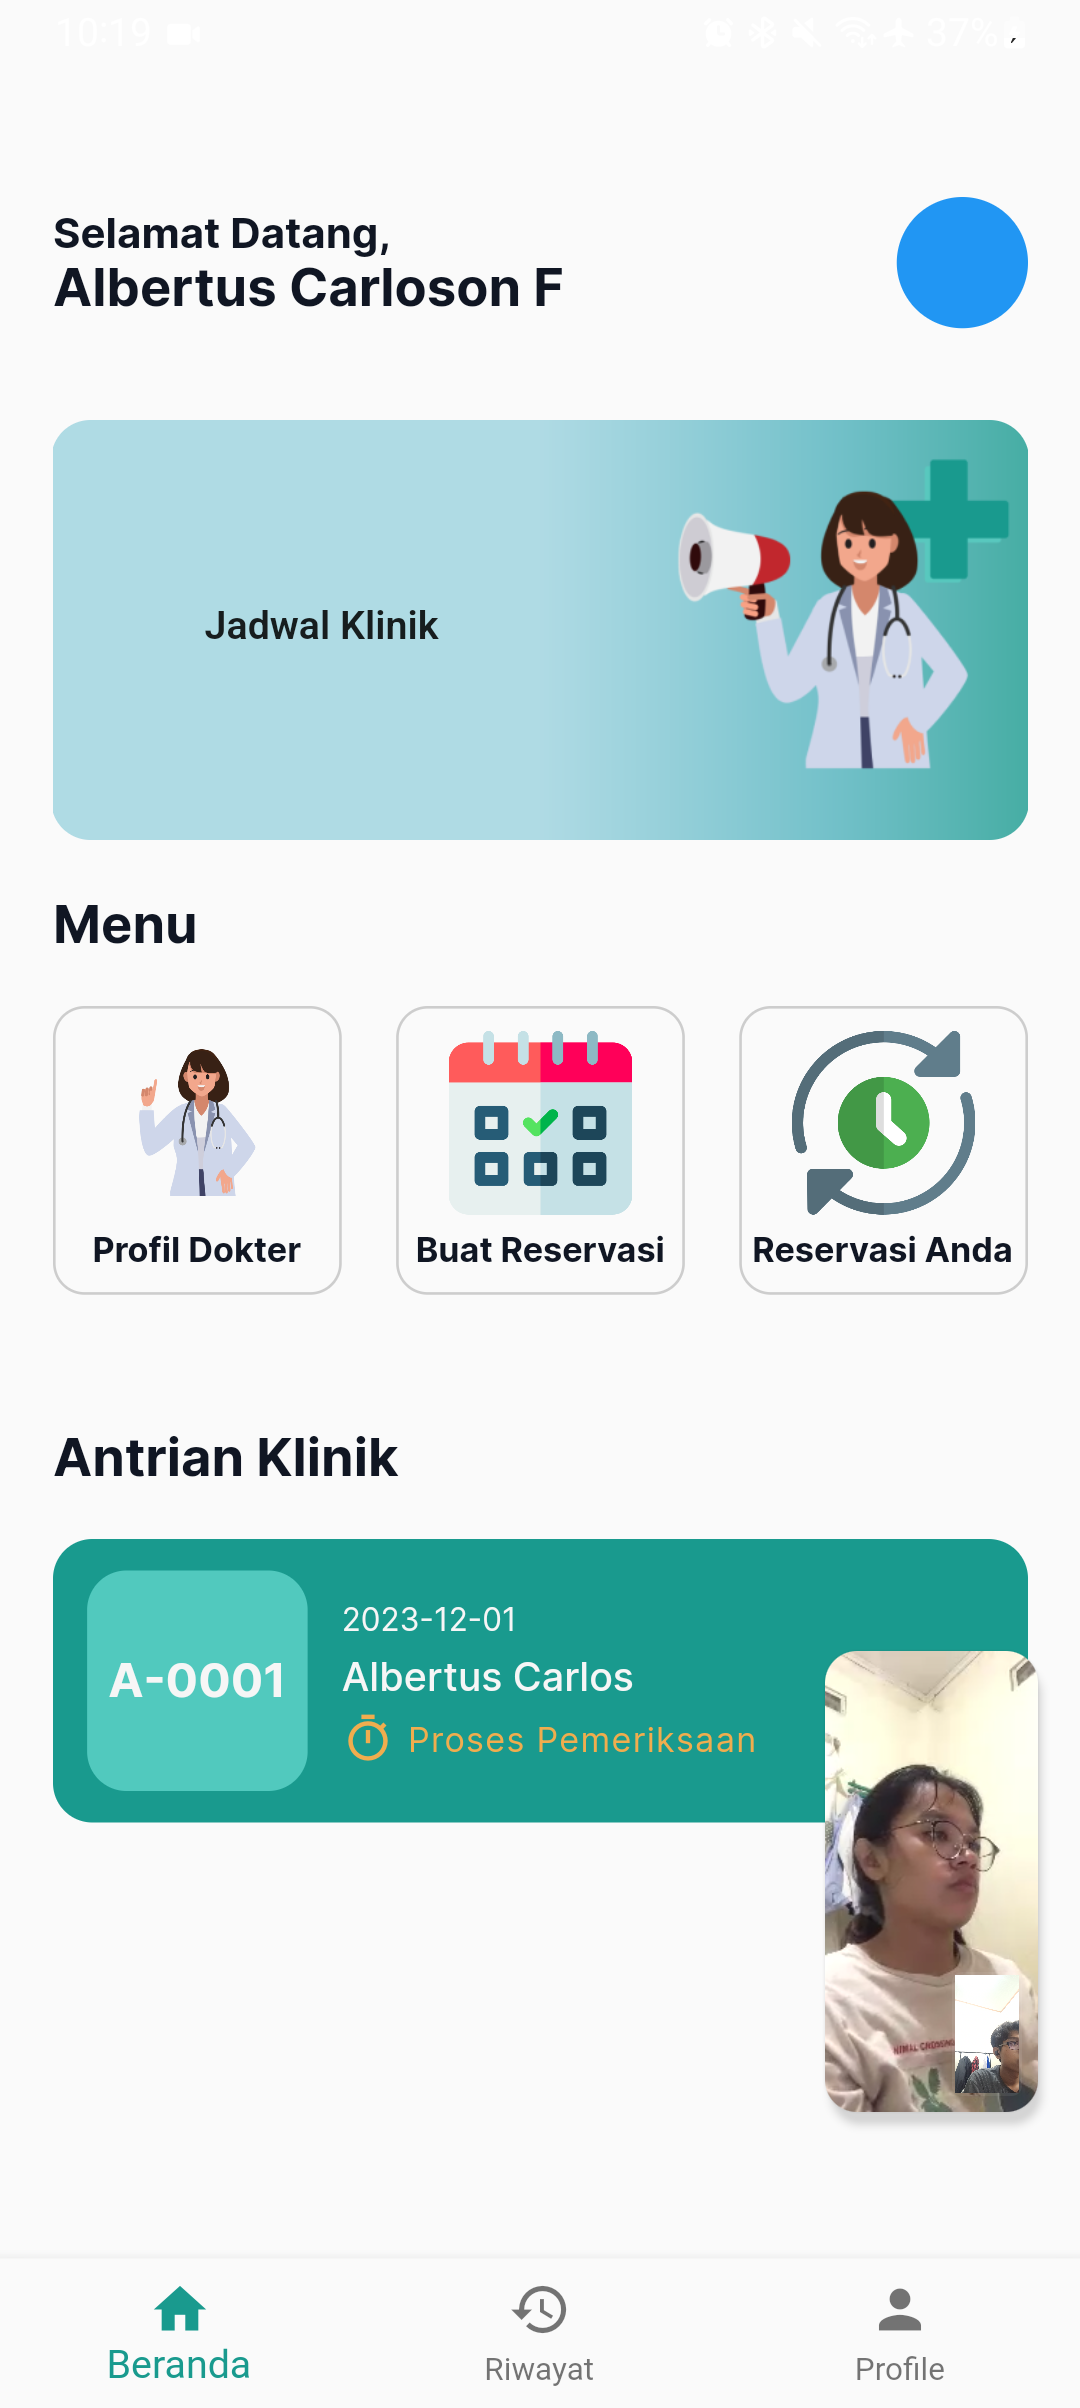 10:19
37%
Selamat Datang,
Albertus Carloson F
Jadwal Klinik
Menu
Profil Dokter
Buat Reservasi
Reservasi Anda
Antrian Klinik
A-0001
2023-12-01
Albertus Carlos
Proses Pemeriksaan
Beranda
Riwayat
Profile